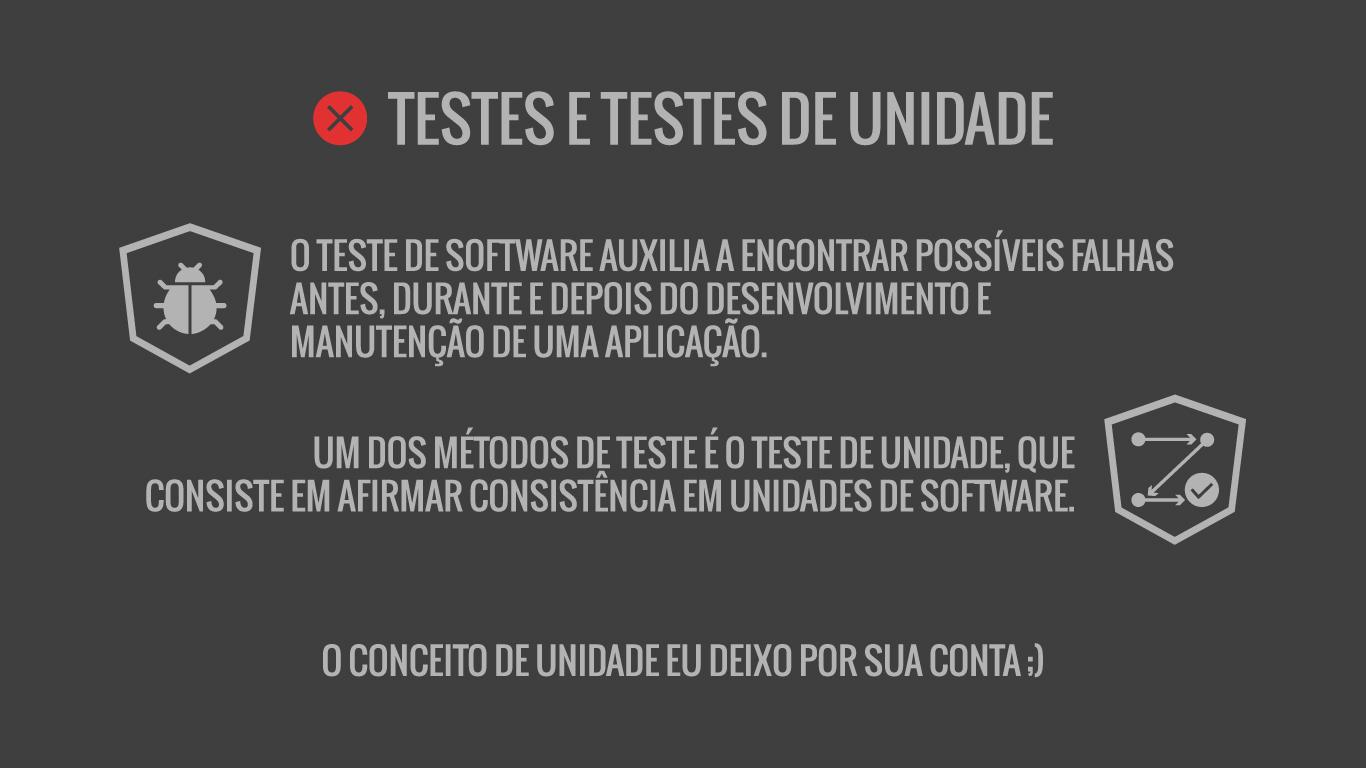 TESTES E TESTES DE UNIDADE
O TESTE DE SOFTWARE AUXILIA A ENCONTRAR POSSÍVEIS FALHAS
ANTES, DURANTE E DEPOIS DO DESENVOLVIMENTO E
MANUTENÇÃO DE UMA APLICAÇÃO.
UM DOS MÉTODOS DE TESTE É O TESTE DE UNIDADE, QUE
CONSISTE EM AFIRMAR CONSISTÊNCIA EM UNIDADES DE SOFTWARE.
O CONCEITO DE UNIDADE EU DEIXO POR SUA CONTA ;)